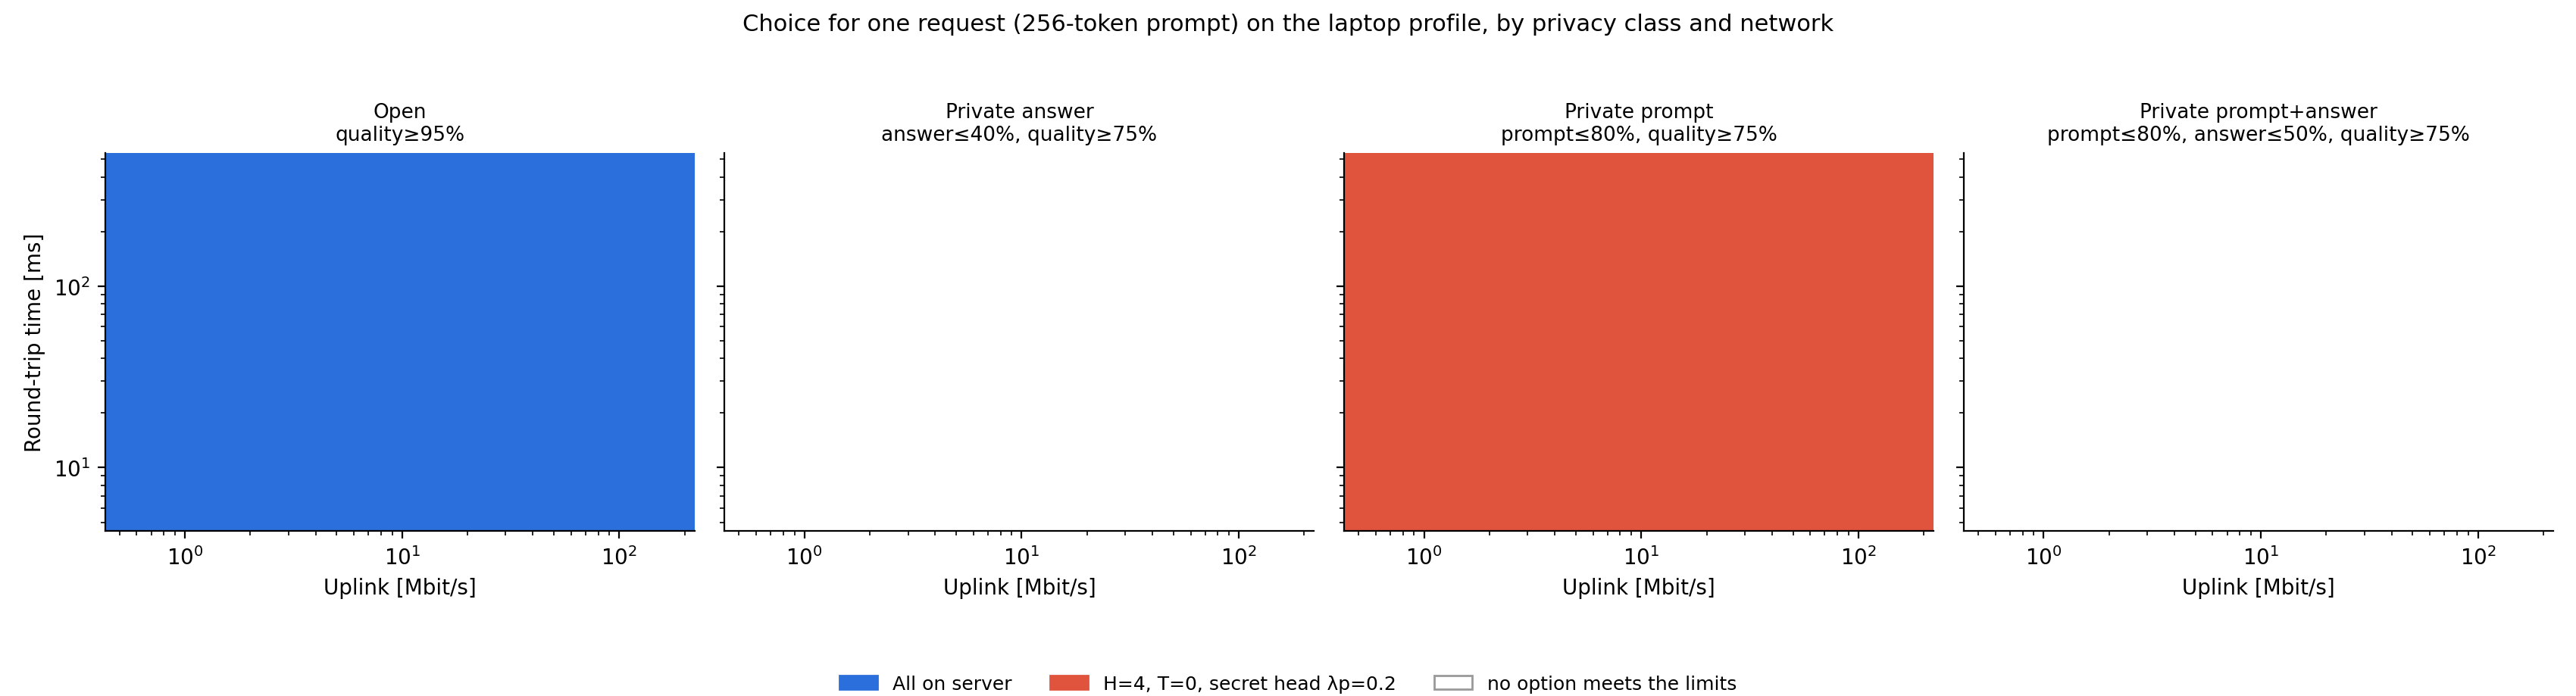 Choice for one request (256-token prompt) on the laptop profile, by privacy class and network
Open
quality≥95%
Private answer
answer≤40%, quality≥75%
Private prompt
prompt≤80%, quality≥75%
Private prompt+answer
prompt≤80%, answer≤50%, quality≥75%
Round-trip time [ms]
10²
10¹
10⁰ 10¹ 10²
Uplink [Mbit/s]
10⁰ 10¹ 10²
Uplink [Mbit/s]
10⁰ 10¹ 10²
Uplink [Mbit/s]
10⁰ 10¹ 10²
Uplink [Mbit/s]
All on server
H=4, T=0, secret head λp=0.2
no option meets the limits